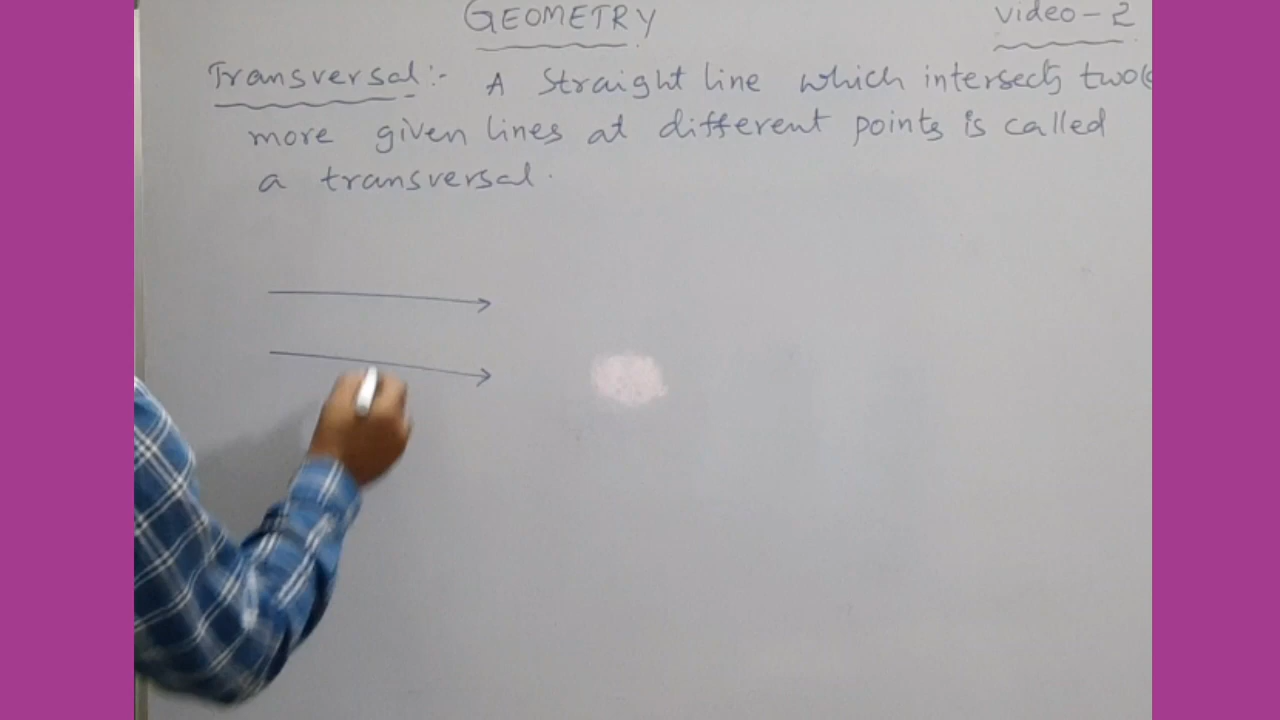 GEOMETRY
Video-2
Transversal:- A straight line which intersects two(
more given lines at different points is called
a transversal.